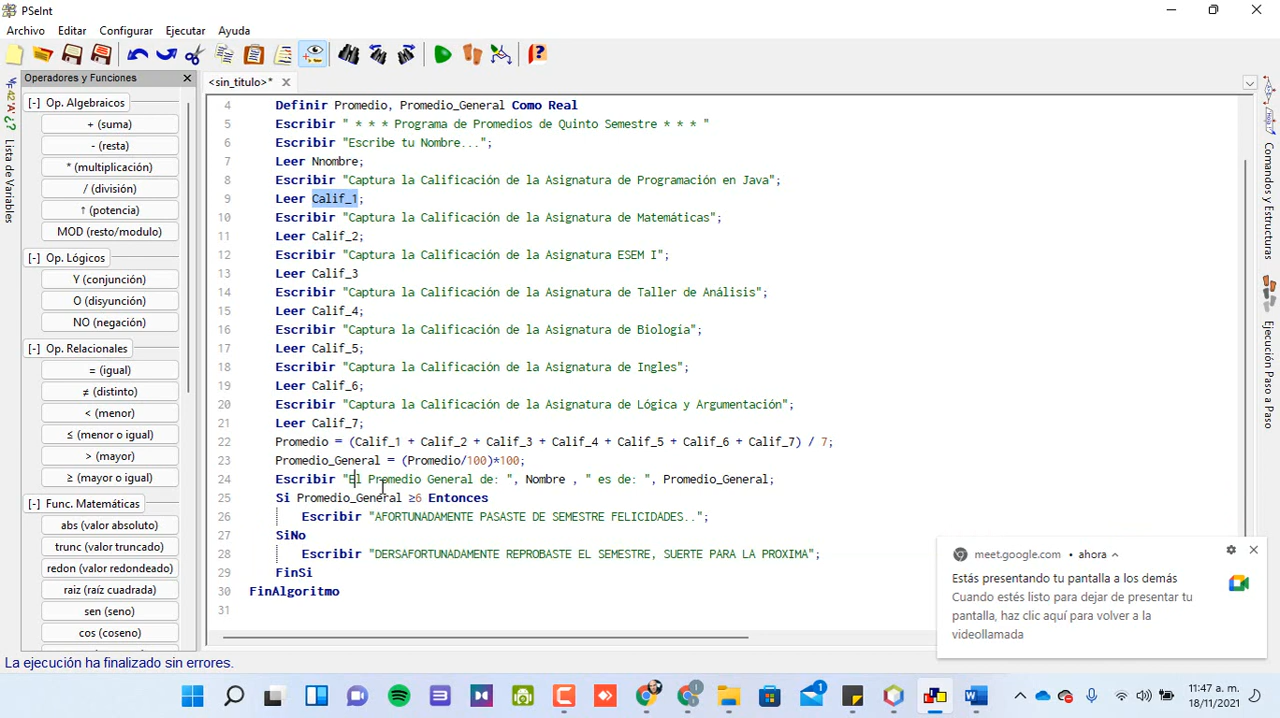 PSeInt
Archivo Editar Configurar Ejecutar Ayuda
Operadores y Funciones
<sin_titulo>*
[-] Op. Algebraicos
+ (suma)
- (resta)
* (multiplicación)
/ (división)
↑ (potencia)
MOD (resto/modulo)
[-] Op. Lógicos
Y (conjunción)
O (disyunción)
NO (negación)
[-] Op. Relacionales
= (igual)
≠ (distinto)
< (menor)
≤ (menor o igual)
> (mayor)
≥ (mayor o igual)
[-] Func. Matemáticas
abs (valor absoluto)
trunc (valor truncado)
redon (valor redondeado)
raiz (raíz cuadrada)
sen (seno)
cos (coseno)
Lista de Variables
4 Definir Promedio, Promedio_General Como Real
5 Escribir " * * * Programa de Promedios de Quinto Semestre * * * "
6 Escribir "Escribe tu Nombre...";
7 Leer Nnombre;
8 Escribir "Captura la Calificación de la Asignatura de Programación en Java";
9 Leer Calif_1;
10 Escribir "Captura la Calificación de la Asignatura de Matemáticas";
11 Leer Calif_2;
12 Escribir "Captura la Calificación de la Asignatura ESEM I";
13 Leer Calif_3
14 Escribir "Captura la Calificación de la Asignatura de Taller de Análisis";
15 Leer Calif_4;
16 Escribir "Captura la Calificación de la Asignatura de Biología";
17 Leer Calif_5;
18 Escribir "Captura la Calificación de la Asignatura de Ingles";
19 Leer Calif_6;
20 Escribir "Captura la Calificación de la Asignatura de Lógica y Argumentación";
21 Leer Calif_7;
22 Promedio = (Calif_1 + Calif_2 + Calif_3 + Calif_4 + Calif_5 + Calif_6 + Calif_7) / 7;
23 Promedio_General = (Promedio/100)*100;
24 Escribir "El Promedio General de: ", Nombre , " es de: ", Promedio_General;
25 Si Promedio_General ≥6 Entonces
26 Escribir "AFORTUNADAMENTE PASASTE DE SEMESTRE FELICIDADES..";
27 SiNo
28 Escribir "DERSAFORTUNADAMENTE REPROBASTE EL SEMESTRE, SUERTE PARA LA PROXIMA";
29 FinSi
30 FinAlgoritmo
31
Comandos y Estructuras
Ejecución Paso a Paso
meet.google.com • ahora
Estás presentando tu pantalla a los demás
Cuando estés listo para dejar de presentar tu
pantalla, haz clic aquí para volver a la
videollamada
La ejecución ha finalizado sin errores.
11:47 a. m.
18/11/2021